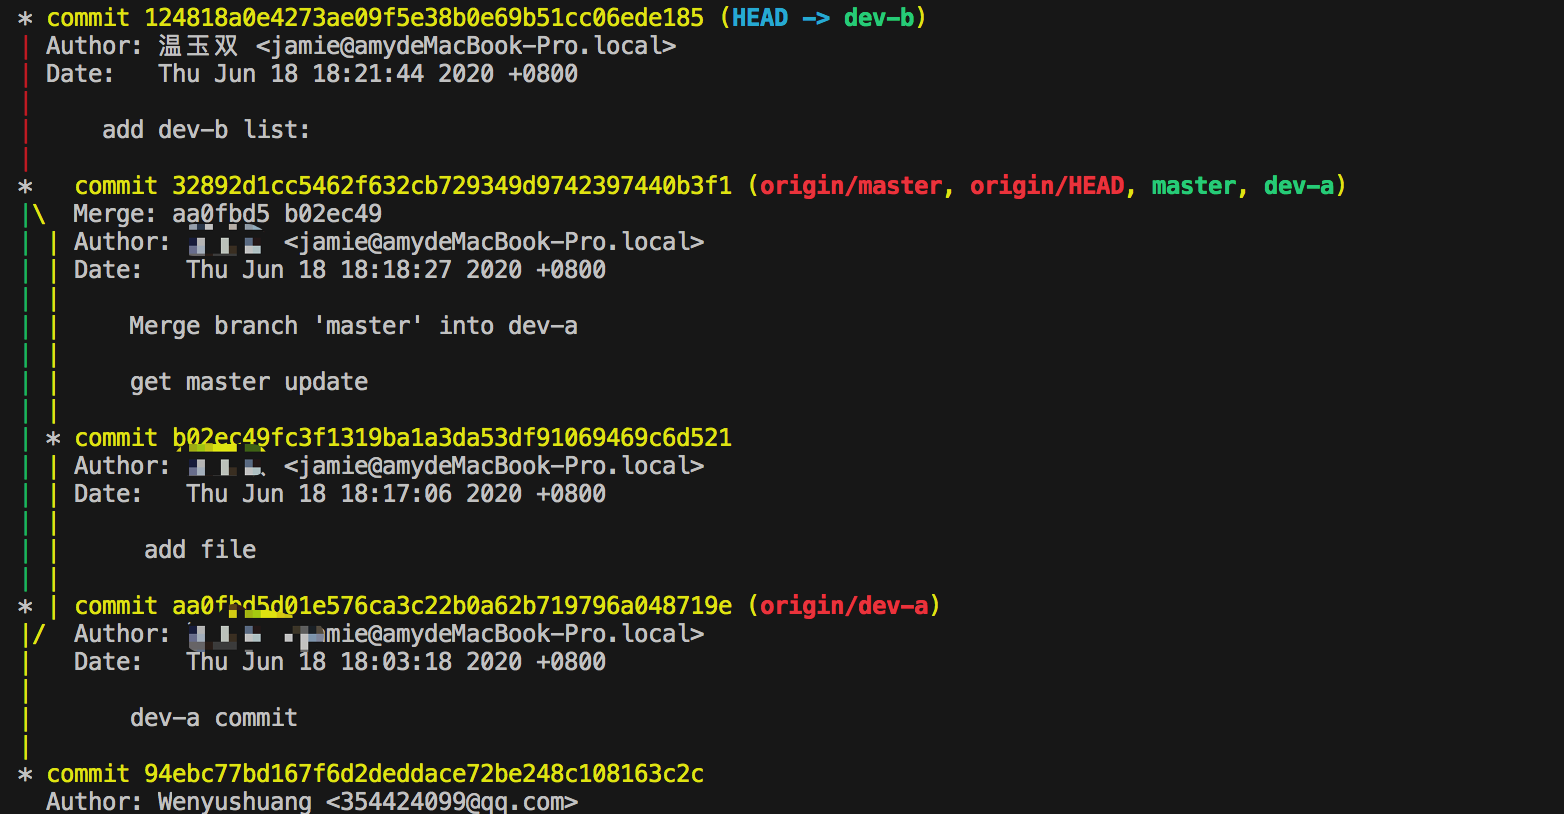 * commit 124818a0e4273ae09f5e38b0e69b51cc06ede185 (HEAD -> dev-b)
| Author: 温玉双 <jamie@amydeMacBook-Pro.local>
| Date:   Thu Jun 18 18:21:44 2020 +0800
|
|     add dev-b list:
|
*   commit 32892d1cc5462f632cb729349d9742397440b3f1 (origin/master, origin/HEAD, master, dev-a)
|\  Merge: aa0fbd5 b02ec49
| | Author: <jamie@amydeMacBook-Pro.local>
| | Date:   Thu Jun 18 18:18:27 2020 +0800
| |
| |     Merge branch 'master' into dev-a
| |
| |     get master update
| |
| * commit b02ec49fc3f1319ba1a3da53df91069469c6d521
| | Author: <jamie@amydeMacBook-Pro.local>
| | Date:   Thu Jun 18 18:17:06 2020 +0800
| |
| |      add file
| |
* | commit aa0fbd5d01e576ca3c22b0a62b719796a048719e (origin/dev-a)
|/  Author: mie@amydeMacBook-Pro.local>
|   Date:   Thu Jun 18 18:03:18 2020 +0800
|
|       dev-a commit
|
* commit 94ebc77bd167f6d2deddace72be248c108163c2c
  Author: Wenyushuang <354424099@qq.com>